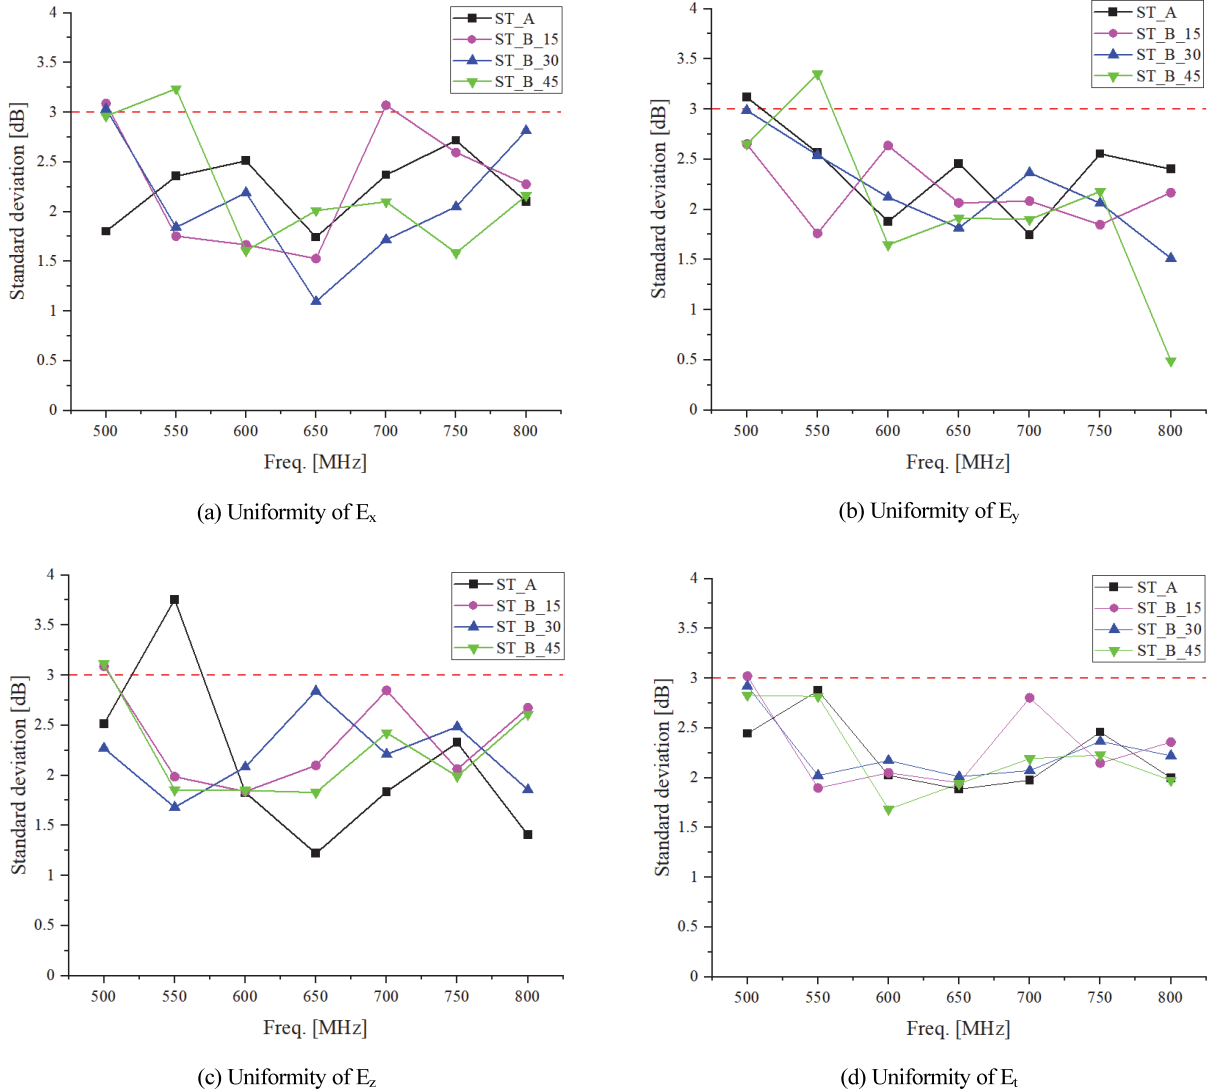 4
3.5
3
2.5
2
1.5
1
0.5
0
Standard deviation [dB]
500 550 600 650 700 750 800
Freq. [MHz]
ST_A
ST_B_15
ST_B_30
ST_B_45
(a) Uniformity of Eₓ
4
3.5
3
2.5
2
1.5
1
0.5
0
Standard deviation [dB]
500 550 600 650 700 750 800
Freq. [MHz]
ST_A
ST_B_15
ST_B_30
ST_B_45
(b) Uniformity of Ey
4
3.5
3
2.5
2
1.5
1
0.5
0
Standard deviation [dB]
500 550 600 650 700 750 800
Freq. [MHz]
ST_A
ST_B_15
ST_B_30
ST_B_45
(c) Uniformity of Ez
4
3.5
3
2.5
2
1.5
1
0.5
0
Standard deviation [dB]
500 550 600 650 700 750 800
Freq. [MHz]
ST_A
ST_B_15
ST_B_30
ST_B_45
(d) Uniformity of Eₜ